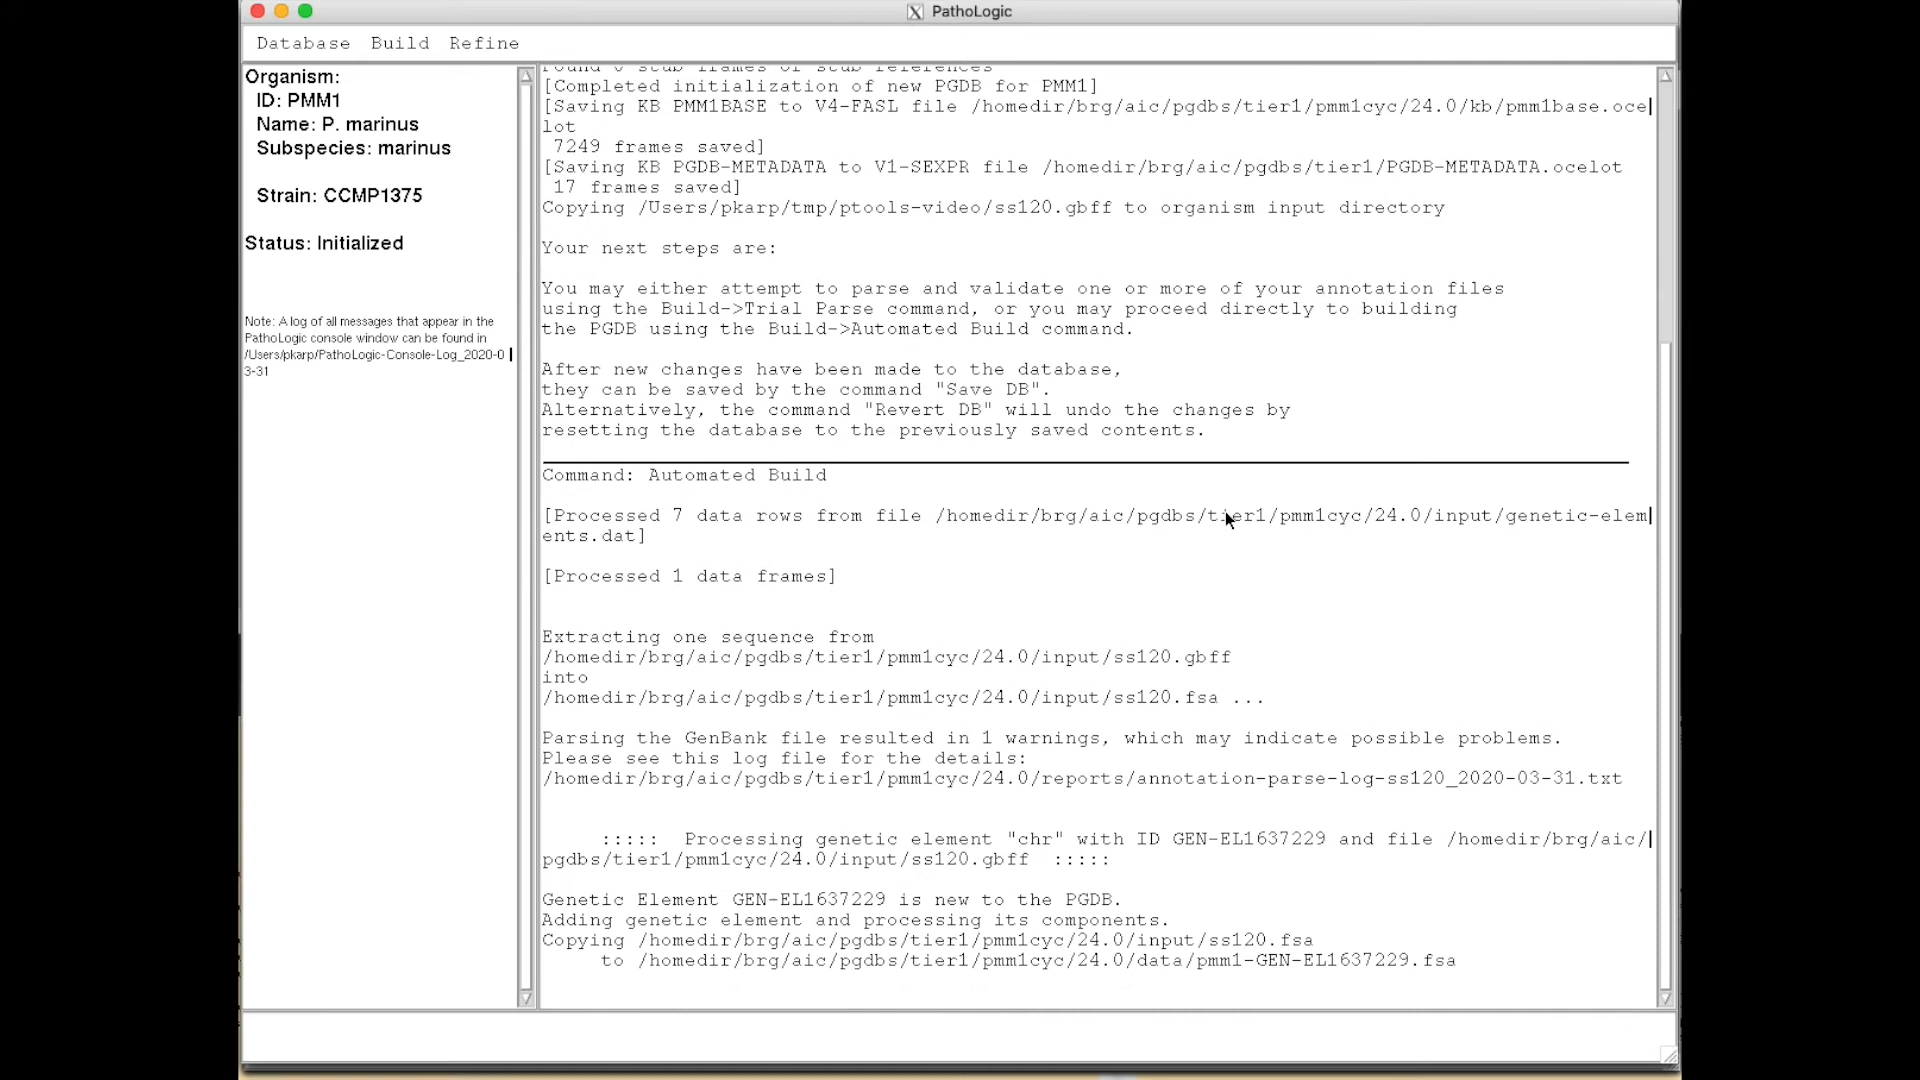 PathoLogic
Database Build Refine
Organism:
ID: PMM1
Name: P. marinus
Subspecies: marinus
Strain: CCMP1375
Status: Initialized
Note: A log of all messages that appear in the
PathoLogic console window can be found in
/Users/pkarp/PathoLogic-Console-Log_2020-0
3-31
Found 0 stub frames or stub references
[Completed initialization of new PGDB for PMM1]
[Saving KB PMM1BASE to V4-FASL file /homedir/brg/aic/pgdbs/tier1/pmm1cyc/24.0/kb/pmm1base.oce
lot
7249 frames saved]
[Saving KB PGDB-METADATA to V1-SEXPR file /homedir/brg/aic/pgdbs/tier1/PGDB-METADATA.ocelot
17 frames saved]
Copying /Users/pkarp/tmp/ptools-video/ss120.gbff to organism input directory
Your next steps are:
You may either attempt to parse and validate one or more of your annotation files
using the Build->Trial Parse command, or you may proceed directly to building
the PGDB using the Build->Automated Build command.
After new changes have been made to the database,
they can be saved by the command "Save DB".
Alternatively, the command "Revert DB" will undo the changes by
resetting the database to the previously saved contents.
Command: Automated Build
[Processed 7 data rows from file /homedir/brg/aic/pgdbs/tier1/pmm1cyc/24.0/input/genetic-elem
ents.dat]
[Processed 1 data frames]
Extracting one sequence from
/homedir/brg/aic/pgdbs/tier1/pmm1cyc/24.0/input/ss120.gbff
into
/homedir/brg/aic/pgdbs/tier1/pmm1cyc/24.0/input/ss120.fsa ...
Parsing the GenBank file resulted in 1 warnings, which may indicate possible problems.
Please see this log file for the details:
/homedir/brg/aic/pgdbs/tier1/pmm1cyc/24.0/reports/annotation-parse-log-ss120_2020-03-31.txt
::::: Processing genetic element "chr" with ID GEN-EL1637229 and file /homedir/brg/aic/
pgdbs/tier1/pmm1cyc/24.0/input/ss120.gbff :::::
Genetic Element GEN-EL1637229 is new to the PGDB.
Adding genetic element and processing its components.
Copying /homedir/brg/aic/pgdbs/tier1/pmm1cyc/24.0/input/ss120.fsa
to /homedir/brg/aic/pgdbs/tier1/pmm1cyc/24.0/data/pmm1-GEN-EL1637229.fsa